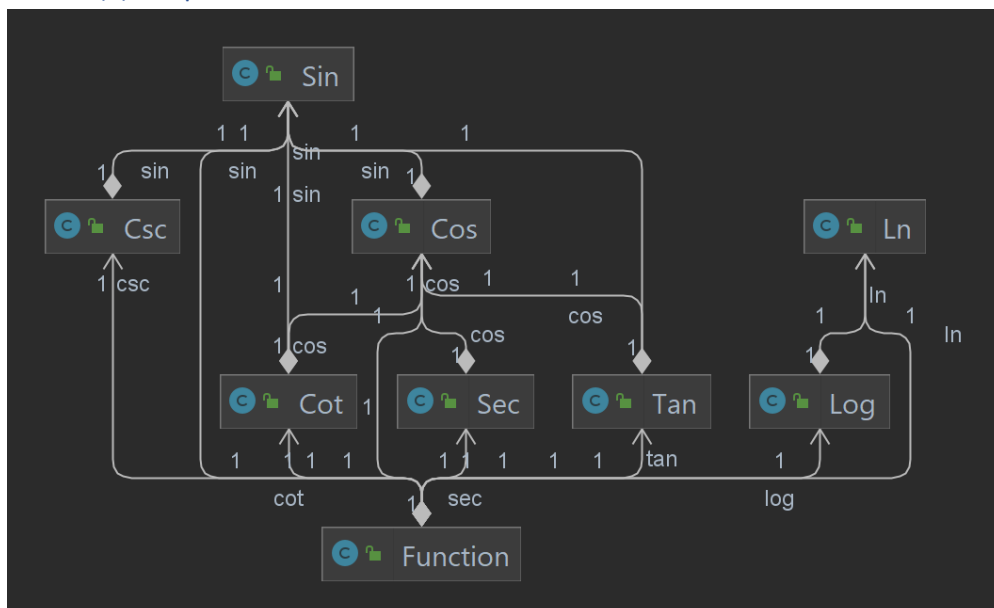 C Sin
1 1 1 1
sin
1 sin sin sin 1
1 sin
C Csc C Cos C Ln
1 csc 1 1 cos 1 1
1 ln
1 cos 1 1
1 cos cos 1 ln
1 1 1
C Cot C Sec C Tan C Log
1
1 1 1 1 1 1 1 1 1 tan 1
cot 1 sec log
C Function